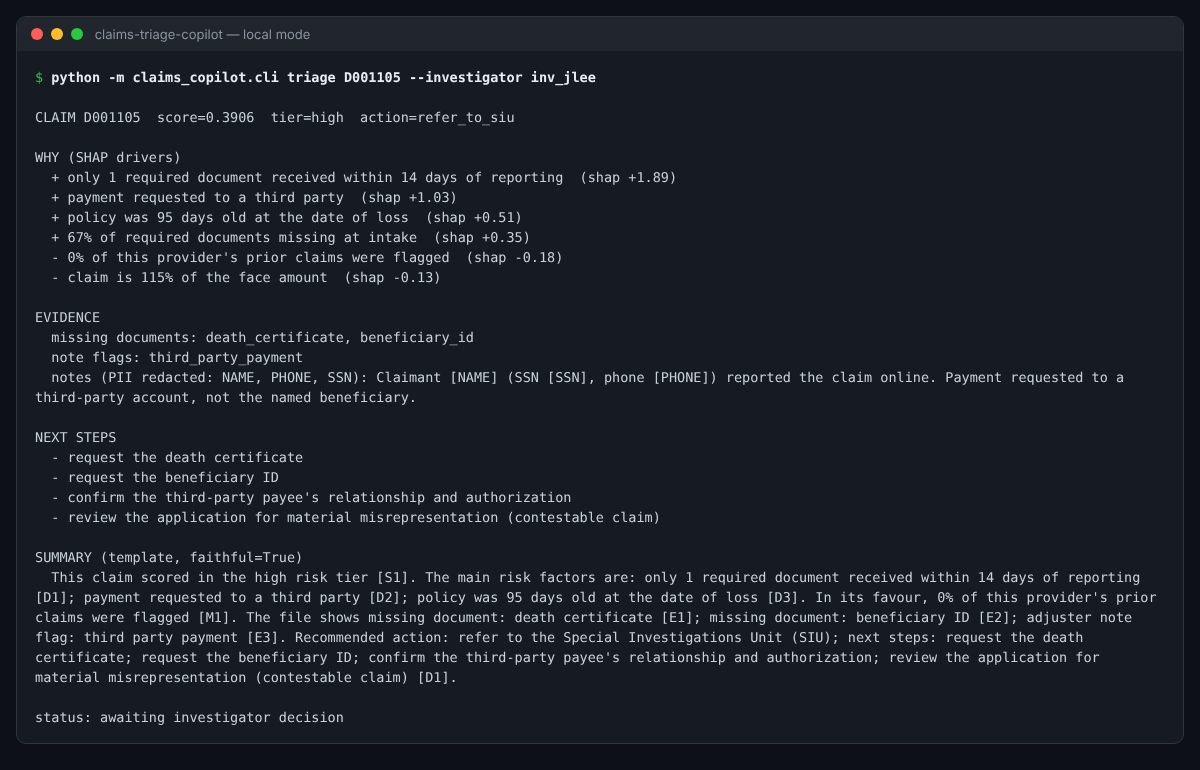 claims-triage-copilot — local mode
$ python -m claims_copilot.cli triage D001105 --investigator inv_jlee
CLAIM D001105  score=0.3906  tier=high  action=refer_to_siu
WHY (SHAP drivers)
  + only 1 required document received within 14 days of reporting  (shap +1.89)
  + payment requested to a third party  (shap +1.03)
  + policy was 95 days old at the date of loss  (shap +0.51)
  + 67% of required documents missing at intake  (shap +0.35)
  - 0% of this provider's prior claims were flagged  (shap -0.18)
  - claim is 115% of the face amount  (shap -0.13)
EVIDENCE
  missing documents: death_certificate, beneficiary_id
  note flags: third_party_payment
  notes (PII redacted: NAME, PHONE, SSN): Claimant [NAME] (SSN [SSN], phone [PHONE]) reported the claim online. Payment requested to a
third-party account, not the named beneficiary.
NEXT STEPS
  - request the death certificate
  - request the beneficiary ID
  - confirm the third-party payee's relationship and authorization
  - review the application for material misrepresentation (contestable claim)
SUMMARY (template, faithful=True)
  This claim scored in the high risk tier [S1]. The main risk factors are: only 1 required document received within 14 days of reporting
[D1]; payment requested to a third party [D2]; policy was 95 days old at the date of loss [D3]. In its favour, 0% of this provider's prior
claims were flagged [M1]. The file shows missing document: death certificate [E1]; missing document: beneficiary ID [E2]; adjuster note
flag: third party payment [E3]. Recommended action: refer to the Special Investigations Unit (SIU); next steps: request the death
certificate; request the beneficiary ID; confirm the third-party payee's relationship and authorization; review the application for
material misrepresentation (contestable claim) [D1].
status: awaiting investigator decision